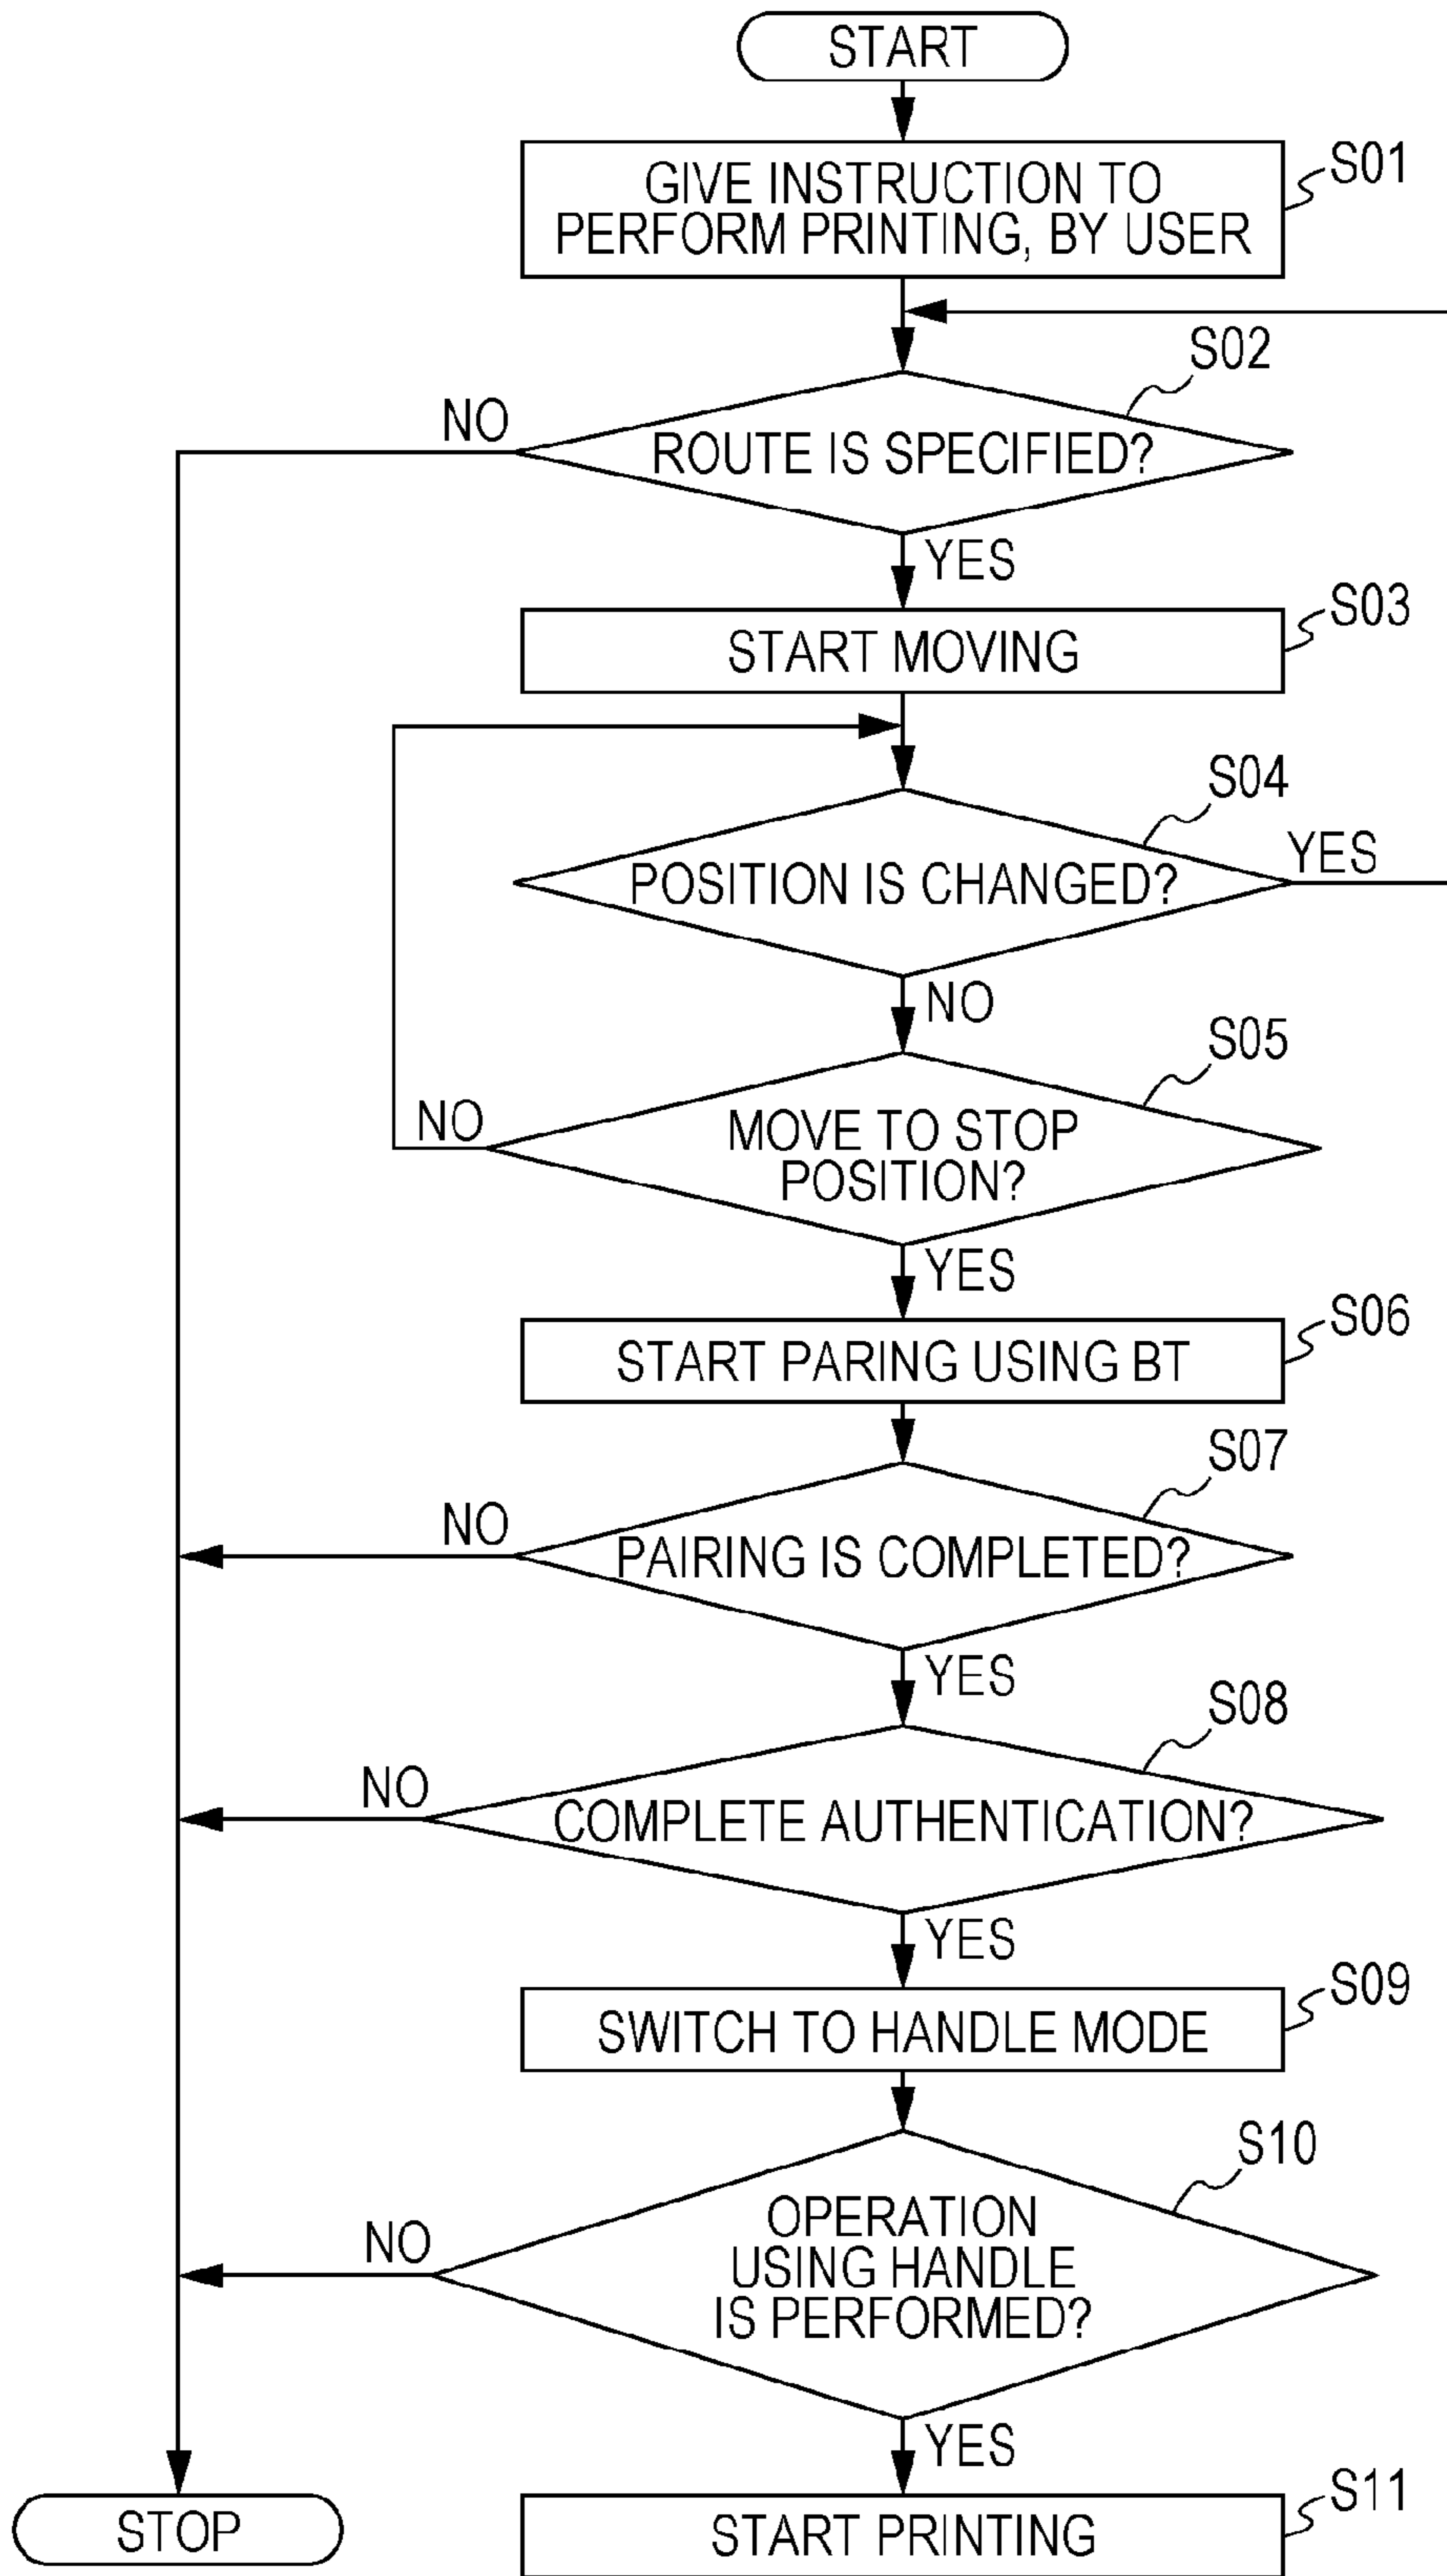 START
GIVE INSTRUCTION TO
PERFORM PRINTING, BY USER
S01
S02
NO
ROUTE IS SPECIFIED?
YES
S03
START MOVING
S04
POSITION IS CHANGED?
YES
NO
S05
NO
MOVE TO STOP
POSITION?
YES
S06
START PARING USING BT
S07
NO
PAIRING IS COMPLETED?
YES
S08
NO
COMPLETE AUTHENTICATION?
YES
S09
SWITCH TO HANDLE MODE
S10
NO
OPERATION
USING HANDLE
IS PERFORMED?
YES
S11
STOP
START PRINTING